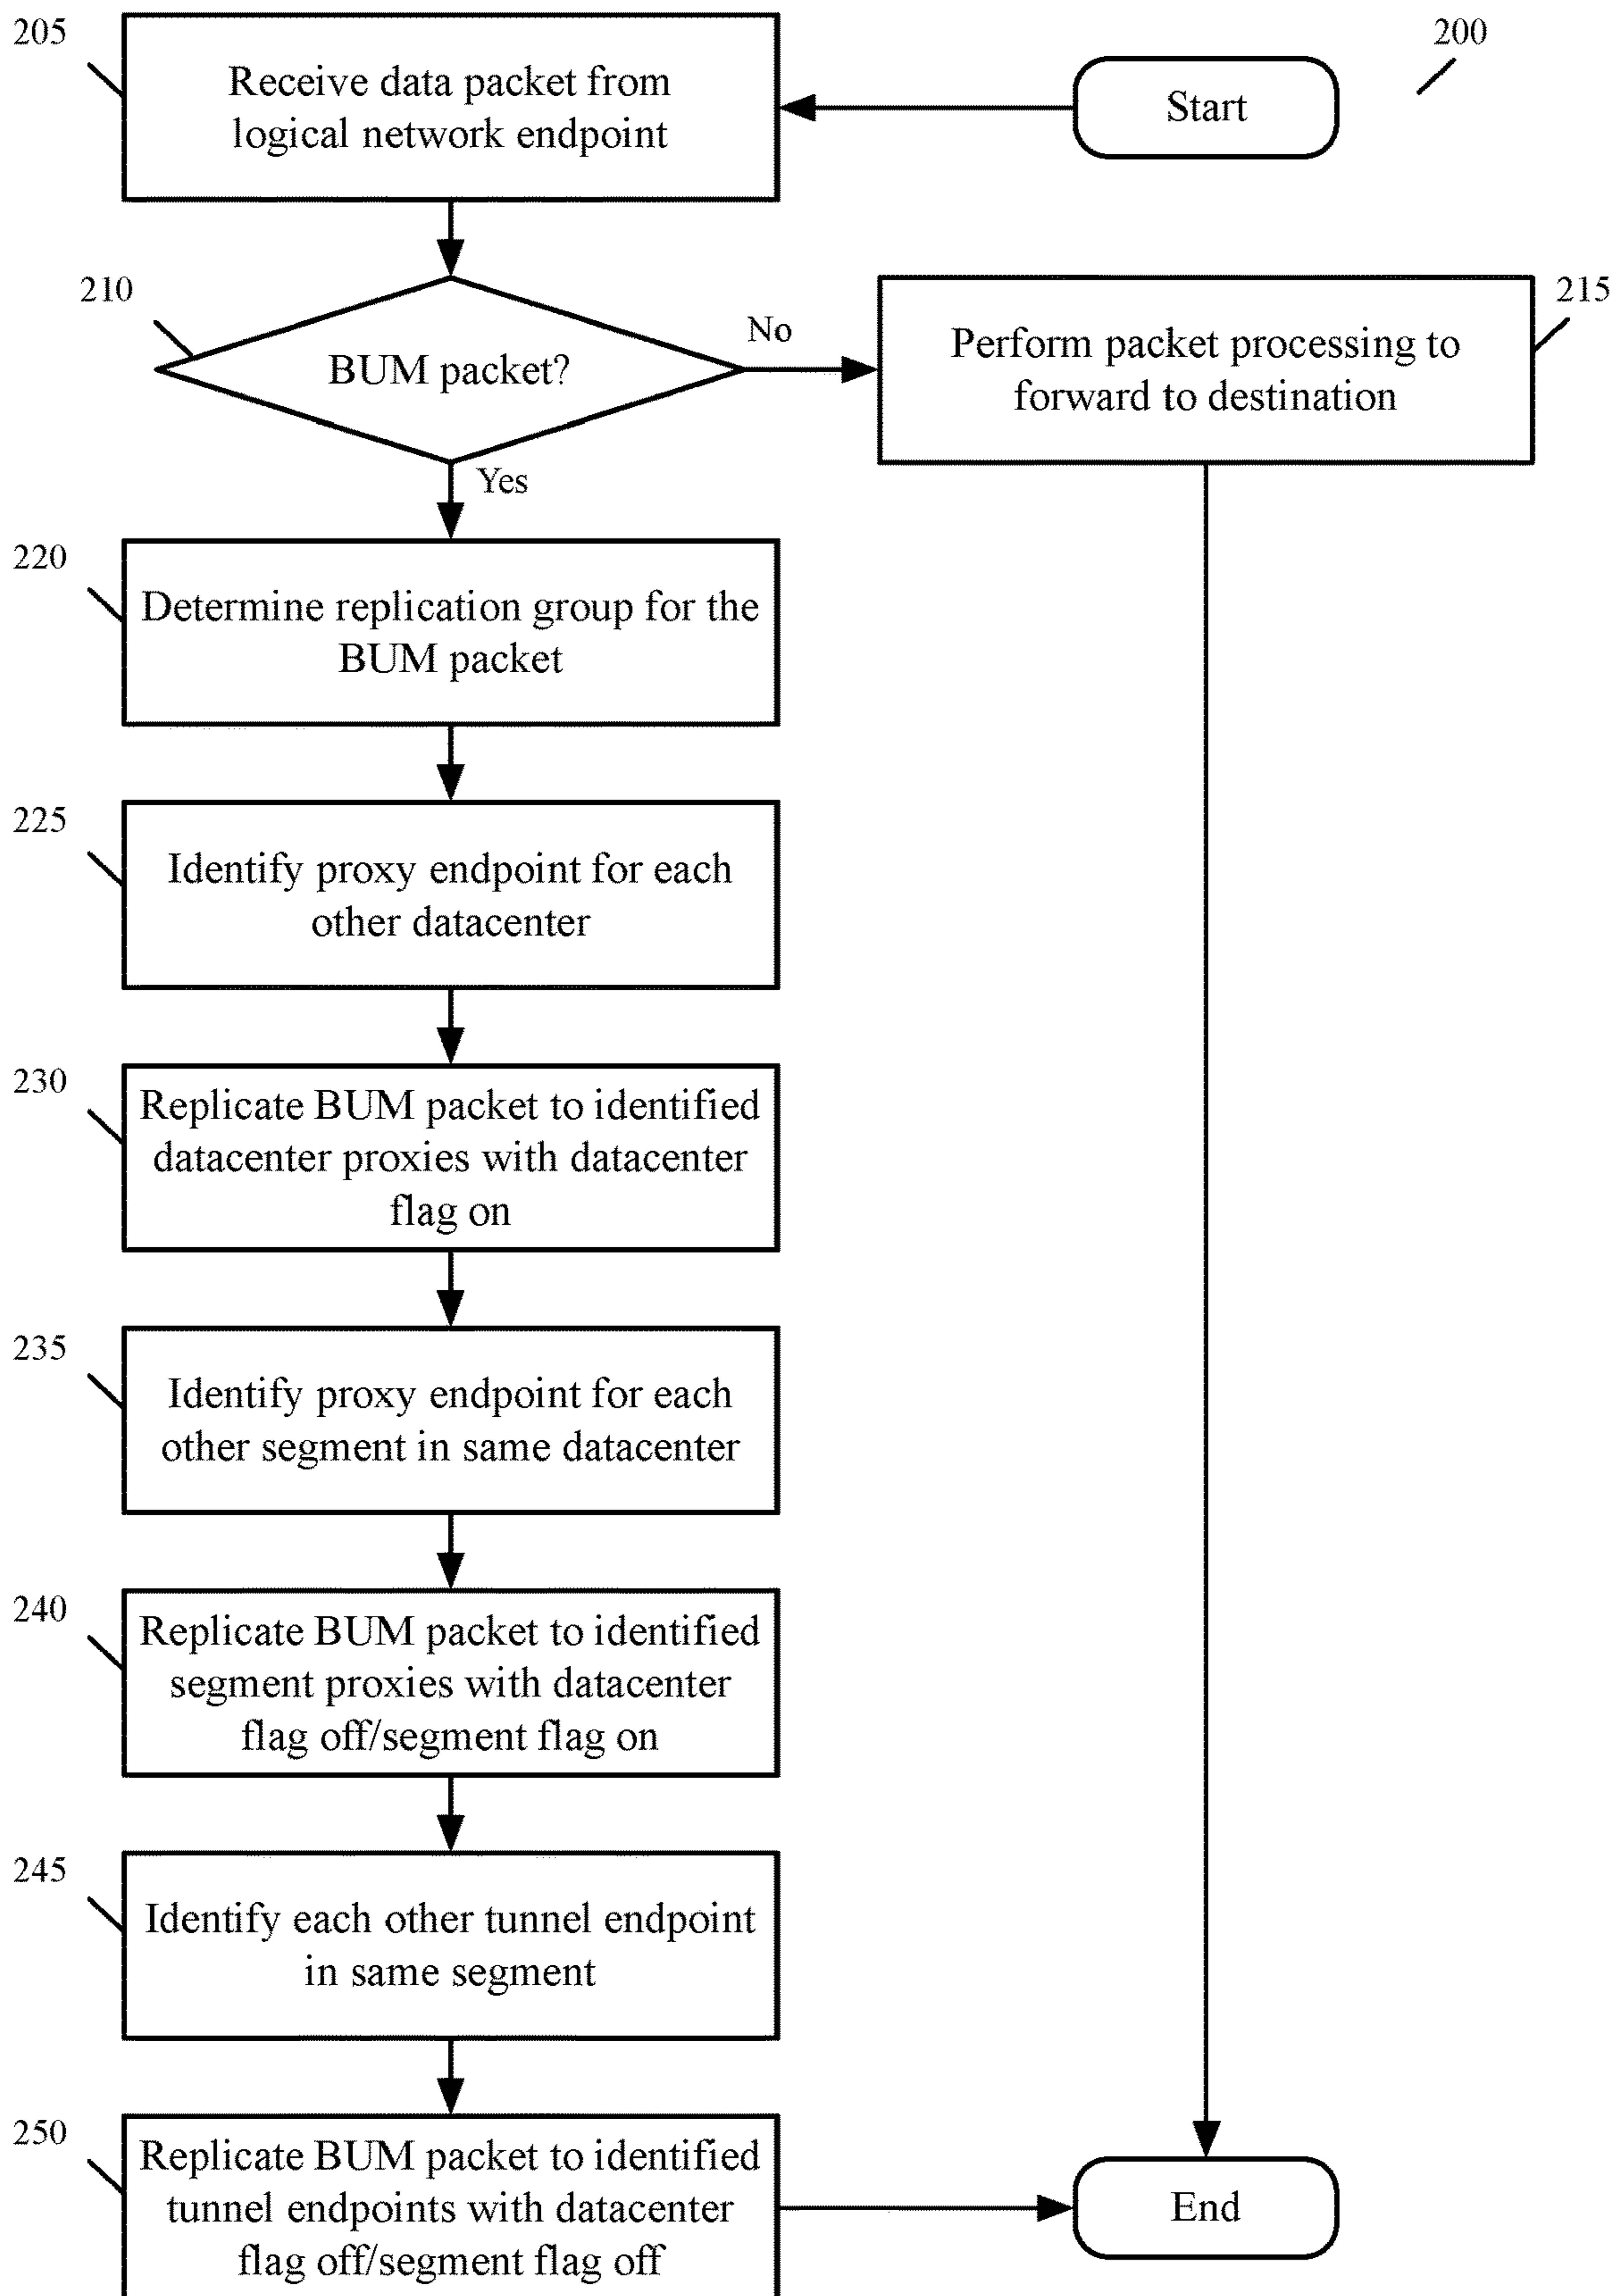 205
Receive data packet from
logical network endpoint
Start
200
210
BUM packet?
No
Yes
Perform packet processing to
forward to destination
215
220
Determine replication group for the
BUM packet
225
Identify proxy endpoint for each
other datacenter
230
Replicate BUM packet to identified
datacenter proxies with datacenter
flag on
235
Identify proxy endpoint for each
other segment in same datacenter
240
Replicate BUM packet to identified
segment proxies with datacenter
flag off/segment flag on
245
Identify each other tunnel endpoint
in same segment
250
Replicate BUM packet to identified
tunnel endpoints with datacenter
flag off/segment flag off
End